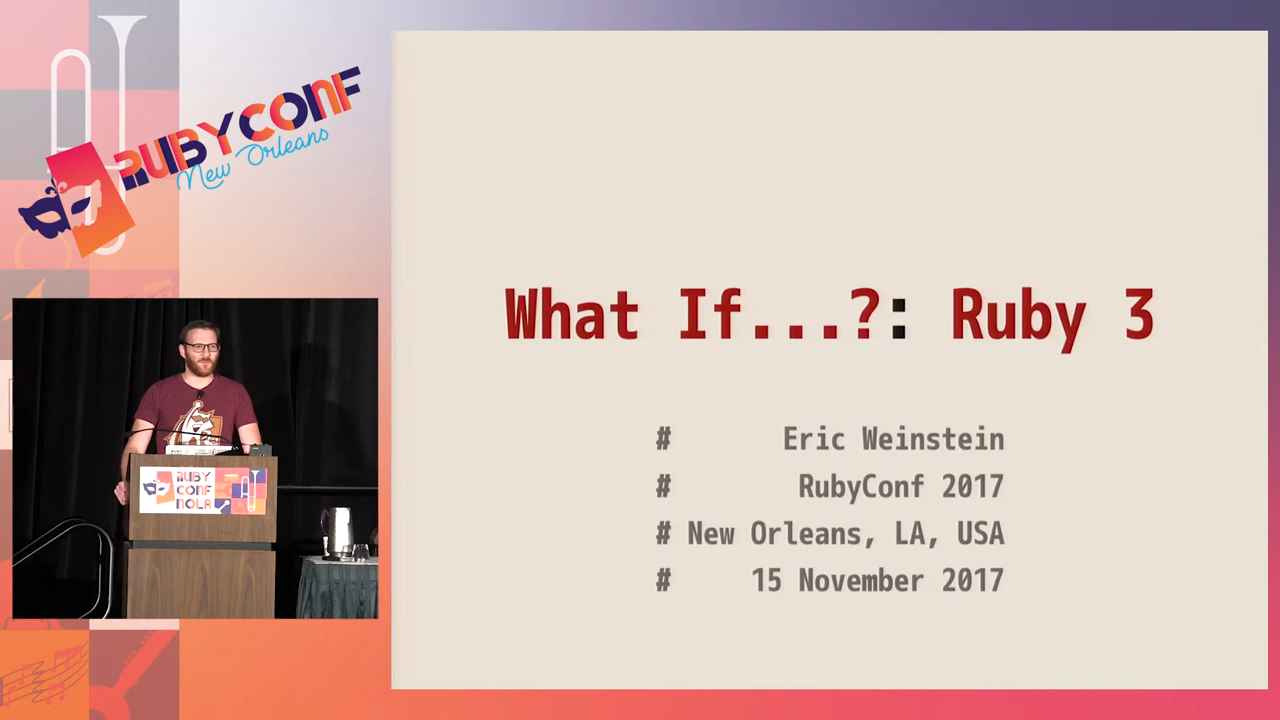 RUBYCONF
New Orleans
What If...?: Ruby 3
# Eric Weinstein
# RubyConf 2017
# New Orleans, LA, USA
# 15 November 2017
RUBY
CONF
NOLA